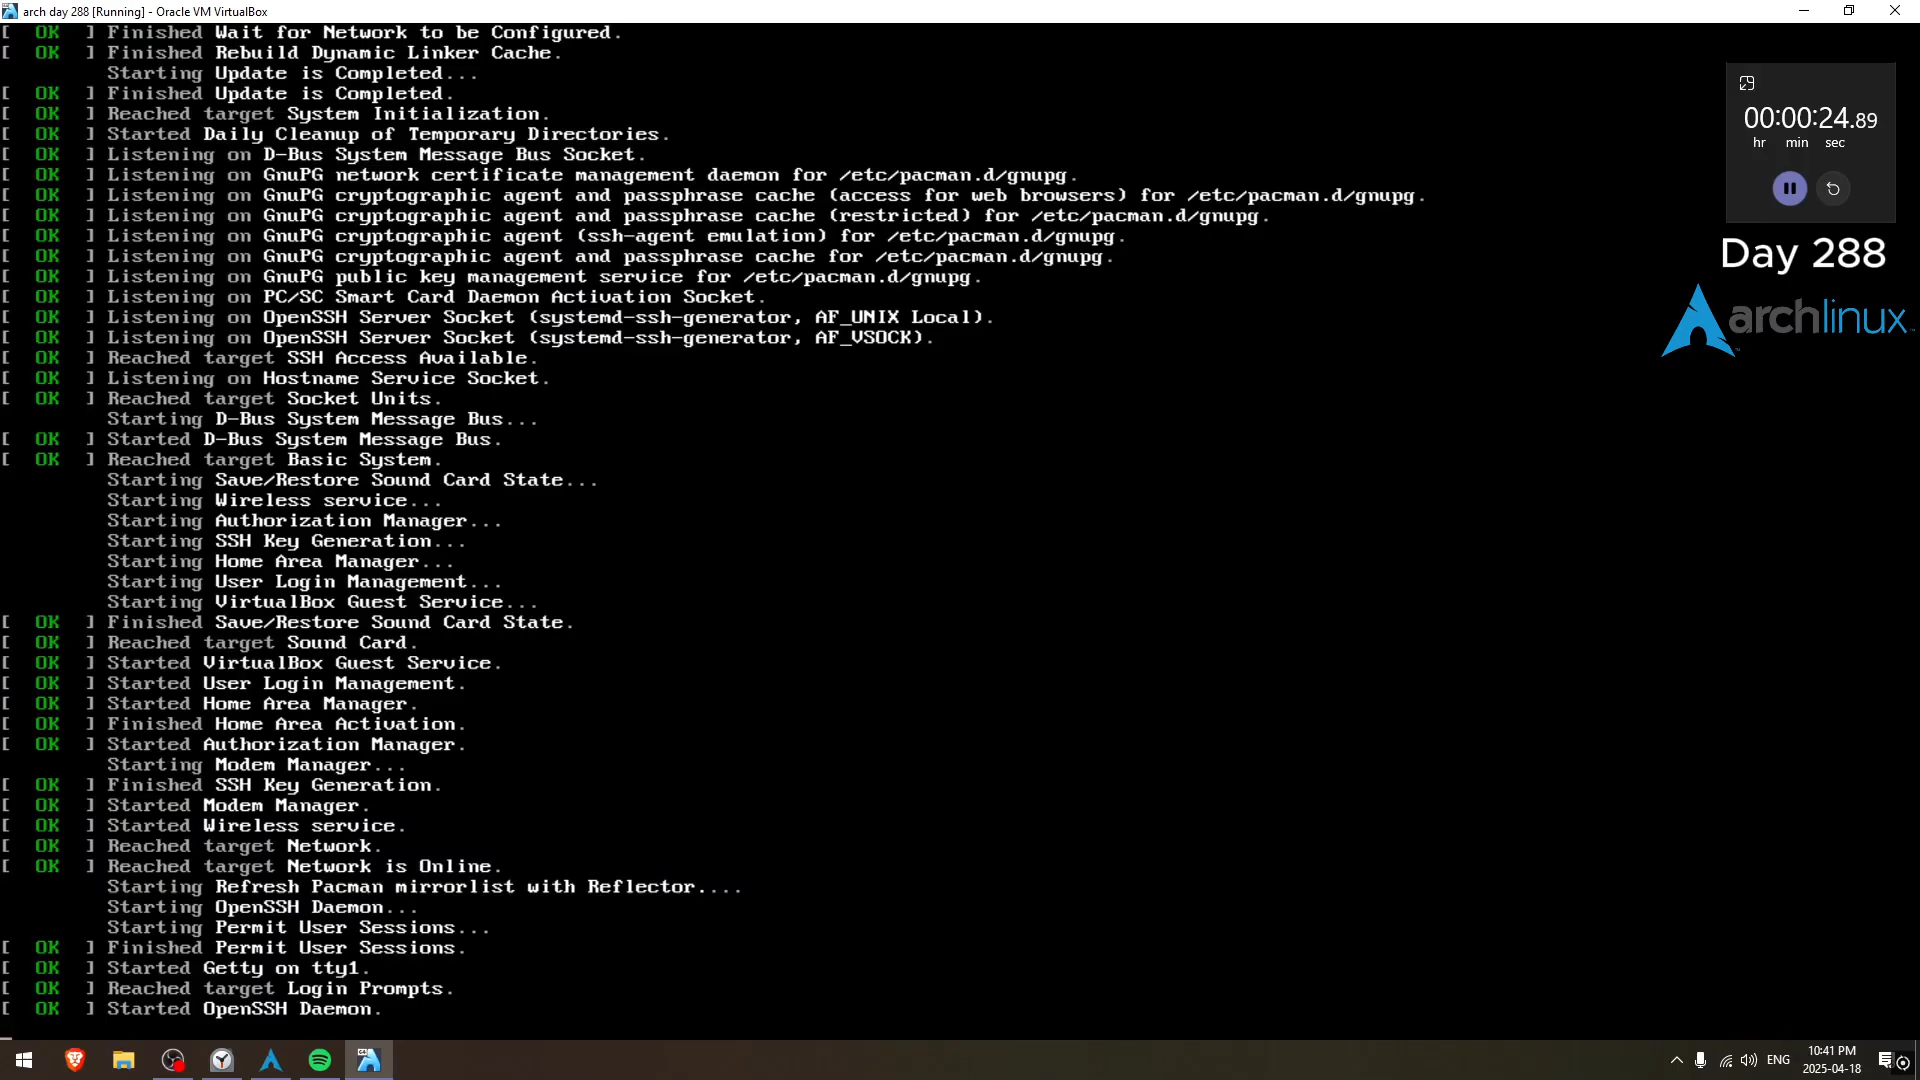 arch day 288 [Running] - Oracle VM VirtualBox
[ OK ] Finished Wait for Network to be Configured.
[ OK ] Finished Rebuild Dynamic Linker Cache.
Starting Update is Completed...
[ OK ] Finished Update is Completed.
[ OK ] Reached target System Initialization.
[ OK ] Started Daily Cleanup of Temporary Directories.
[ OK ] Listening on D-Bus System Message Bus Socket.
[ OK ] Listening on GnuPG network certificate management daemon for /etc/pacman.d/gnupg.
[ OK ] Listening on GnuPG cryptographic agent and passphrase cache (access for web browsers) for /etc/pacman.d/gnupg.
[ OK ] Listening on GnuPG cryptographic agent and passphrase cache (restricted) for /etc/pacman.d/gnupg.
[ OK ] Listening on GnuPG cryptographic agent (ssh-agent emulation) for /etc/pacman.d/gnupg.
[ OK ] Listening on GnuPG cryptographic agent and passphrase cache for /etc/pacman.d/gnupg.
[ OK ] Listening on GnuPG public key management service for /etc/pacman.d/gnupg.
[ OK ] Listening on PC/SC Smart Card Daemon Activation Socket.
[ OK ] Listening on OpenSSH Server Socket (systemd-ssh-generator, AF_UNIX Local).
[ OK ] Listening on OpenSSH Server Socket (systemd-ssh-generator, AF_VSOCK).
[ OK ] Reached target SSH Access Available.
[ OK ] Listening on Hostname Service Socket.
[ OK ] Reached target Socket Units.
Starting D-Bus System Message Bus...
[ OK ] Started D-Bus System Message Bus.
[ OK ] Reached target Basic System.
Starting Save/Restore Sound Card State...
Starting Wireless service...
Starting Authorization Manager...
Starting SSH Key Generation...
Starting Home Area Manager...
Starting User Login Management...
Starting VirtualBox Guest Service...
[ OK ] Finished Save/Restore Sound Card State.
[ OK ] Reached target Sound Card.
[ OK ] Started VirtualBox Guest Service.
[ OK ] Started User Login Management.
[ OK ] Started Home Area Manager.
[ OK ] Finished Home Area Activation.
[ OK ] Started Authorization Manager.
Starting Modem Manager...
[ OK ] Finished SSH Key Generation.
[ OK ] Started Modem Manager.
[ OK ] Started Wireless service.
[ OK ] Reached target Network.
[ OK ] Reached target Network is Online.
Starting Refresh Pacman mirrorlist with Reflector....
Starting OpenSSH Daemon...
Starting Permit User Sessions...
[ OK ] Finished Permit User Sessions.
[ OK ] Started Getty on tty1.
[ OK ] Reached target Login Prompts.
[ OK ] Started OpenSSH Daemon.
00:00:24.89
hr min sec
Day 288
archlinux
ENG
10:41 PM
2025-04-18